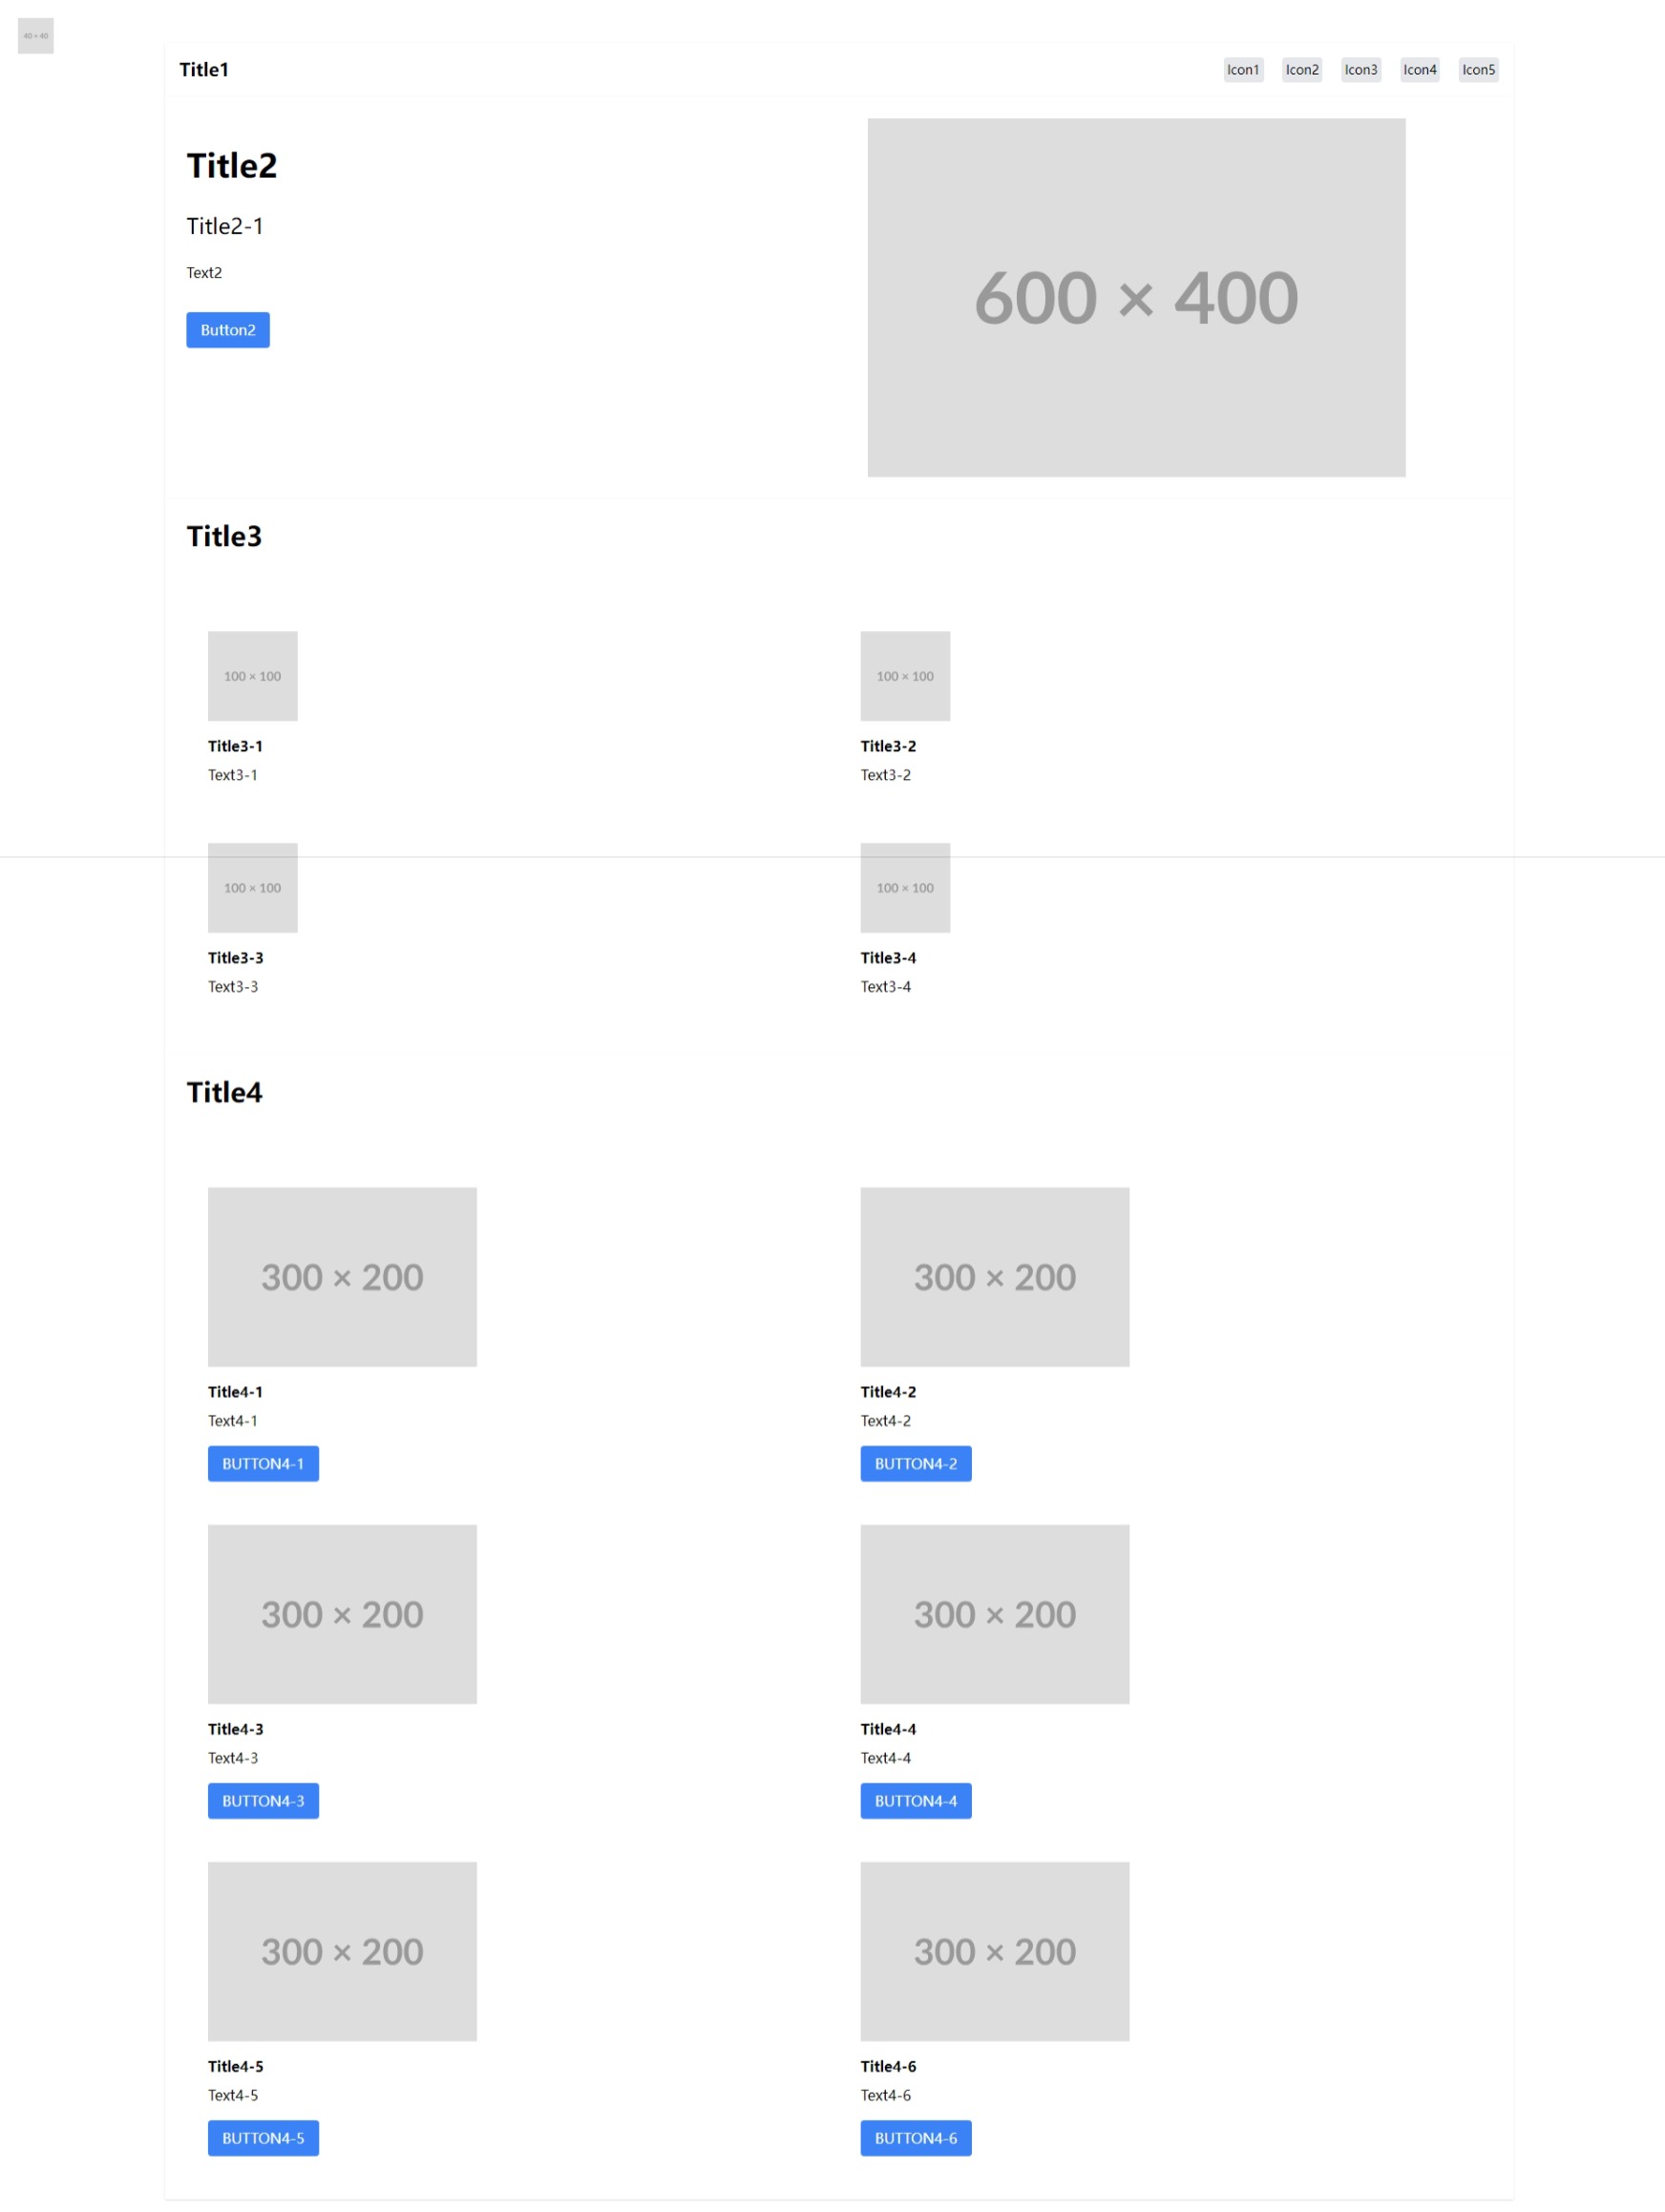 40 × 40
Title1
Icon1 Icon2 Icon3 Icon4 Icon5
Title2
Title2-1
Text2
Button2
600 × 400
Title3
100 × 100 100 × 100
Title3-1 Title3-2
Text3-1 Text3-2
100 × 100 100 × 100
Title3-3 Title3-4
Text3-3 Text3-4
Title4
300 × 200 300 × 200
Title4-1 Title4-2
Text4-1 Text4-2
BUTTON4-1 BUTTON4-2
300 × 200 300 × 200
Title4-3 Title4-4
Text4-3 Text4-4
BUTTON4-3 BUTTON4-4
300 × 200 300 × 200
Title4-5 Title4-6
Text4-5 Text4-6
BUTTON4-5 BUTTON4-6